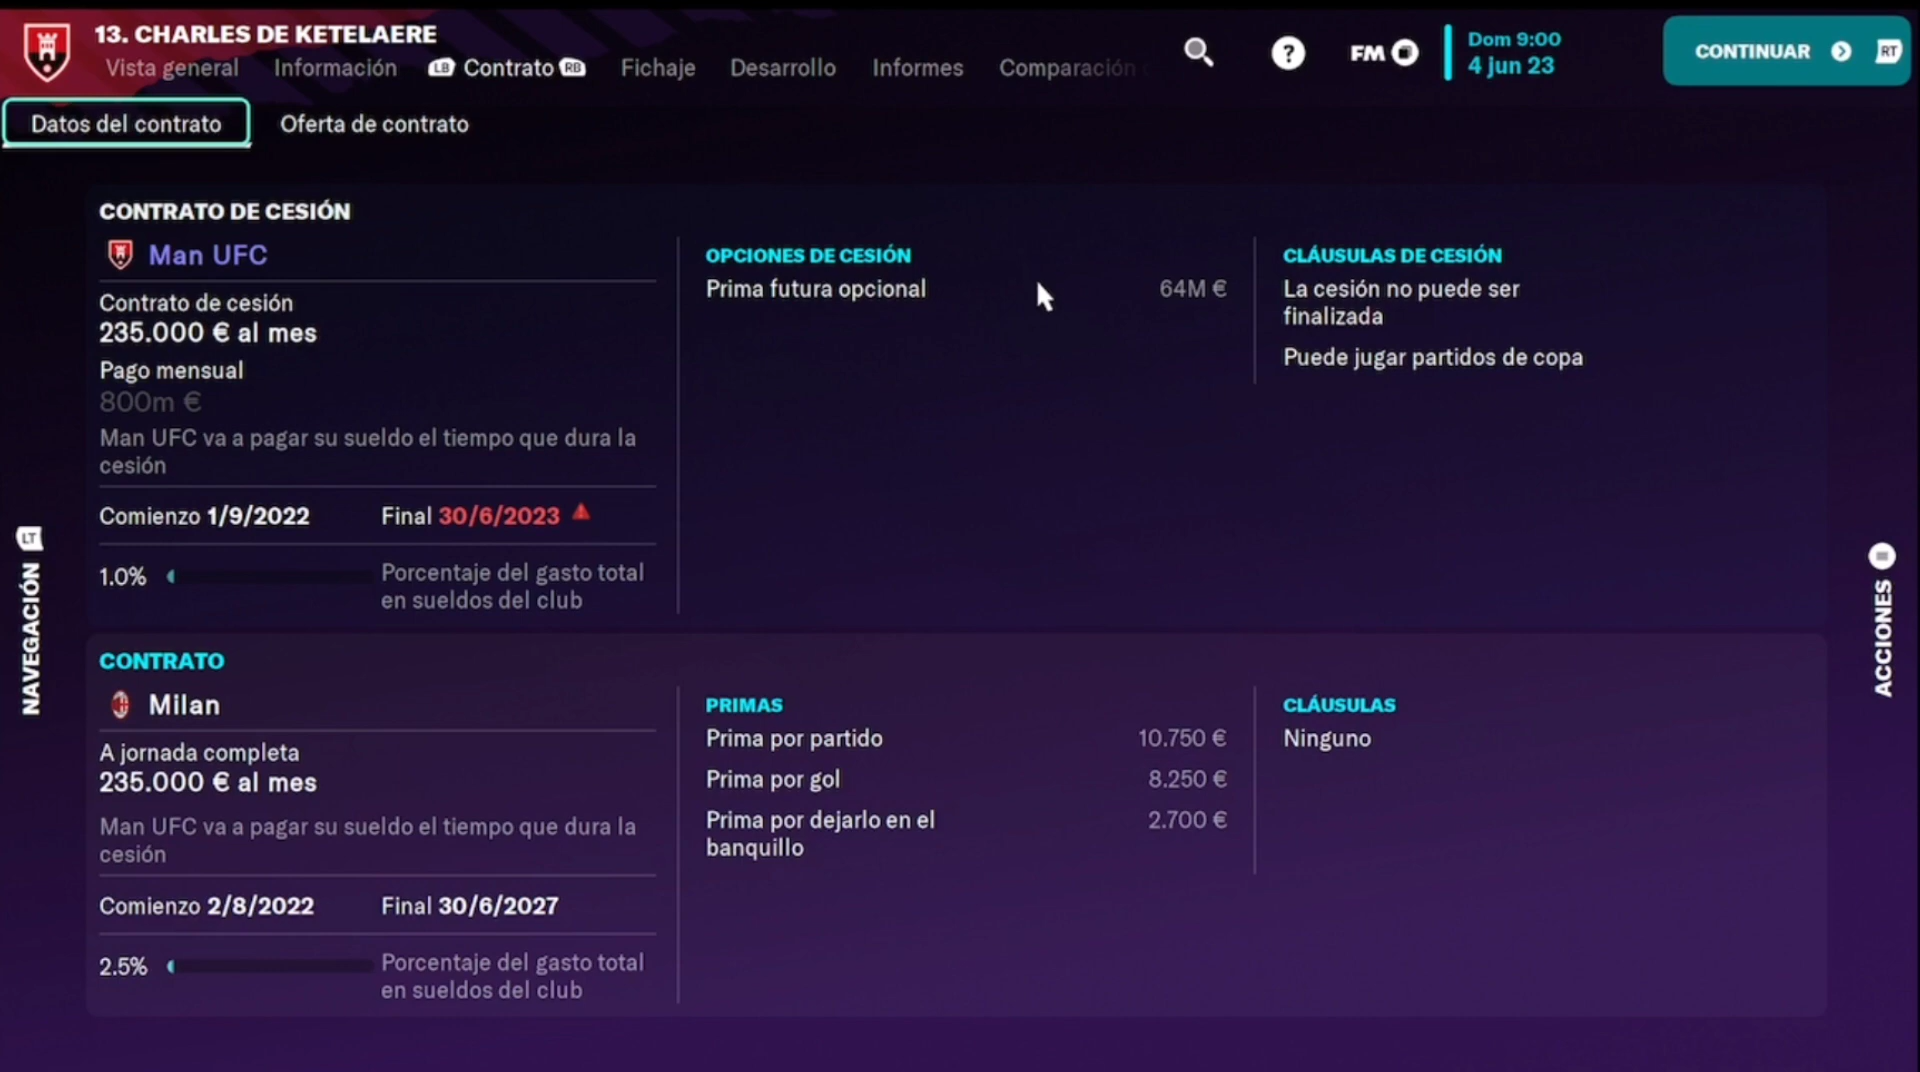 13. CHARLES DE KETELAERE
Vista general Información LB Contrato RB Fichaje Desarrollo Informes Comparación
?
FM
Dom 9:00
4 jun 23
CONTINUAR RT
Datos del contrato Oferta de contrato
CONTRATO DE CESIÓN
Man UFC
Contrato de cesión
235.000 € al mes
Pago mensual
800m €
Man UFC va a pagar su sueldo el tiempo que dura la
cesión
Comienzo 1/9/2022 Final 30/6/2023
1.0% Porcentaje del gasto total
en sueldos del club
OPCIONES DE CESIÓN
Prima futura opcional 64M €
CLÁUSULAS DE CESIÓN
La cesión no puede ser
finalizada
Puede jugar partidos de copa
LT
NAVEGACIÓN
ACCIONES
CONTRATO
Milan
A jornada completa
235.000 € al mes
Man UFC va a pagar su sueldo el tiempo que dura la
cesión
Comienzo 2/8/2022 Final 30/6/2027
2.5% Porcentaje del gasto total
en sueldos del club
PRIMAS
Prima por partido 10.750 €
Prima por gol 8.250 €
Prima por dejarlo en el
banquillo 2.700 €
CLÁUSULAS
Ninguno